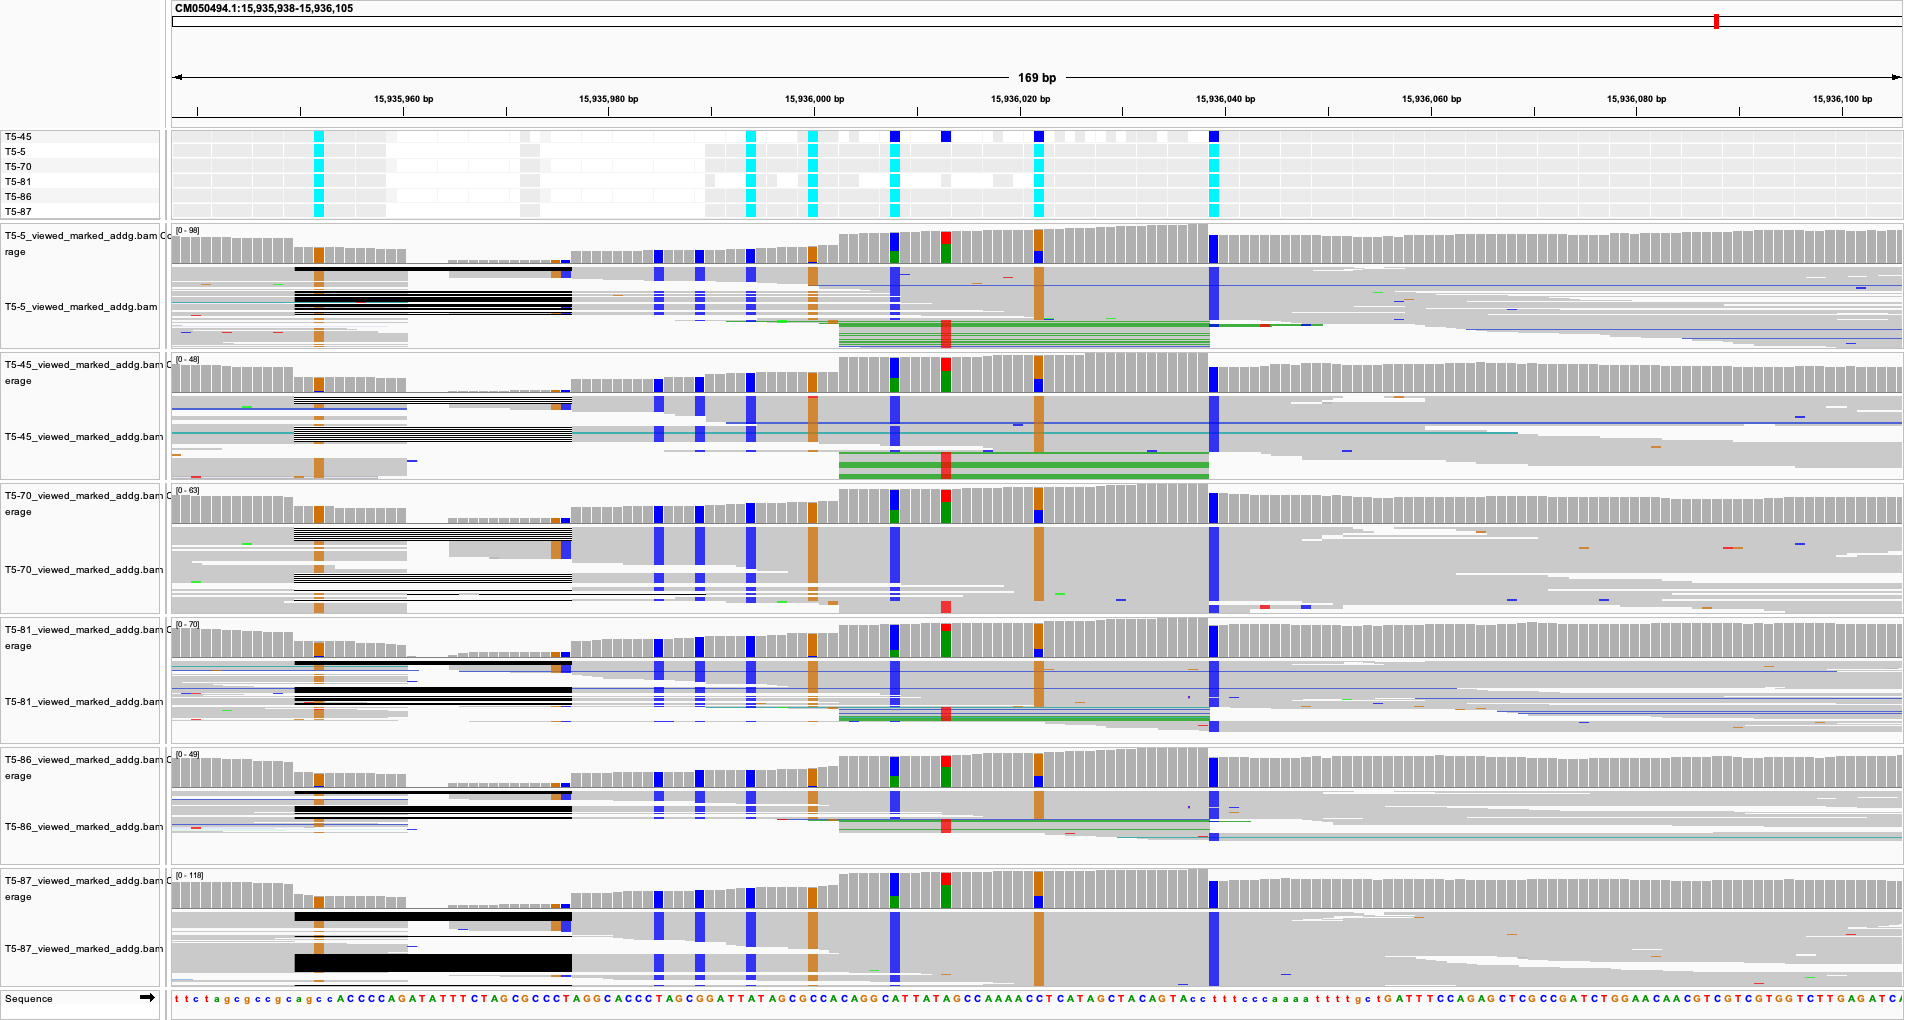 CM050494.1:15,935,938-15,936,105
169 bp
15,935,960 bp 15,935,980 bp 15,936,000 bp 15,936,020 bp 15,936,040 bp 15,936,060 bp 15,936,080 bp 15,936,100 bp
T5-45
T5-5
T5-70
T5-81
T5-86
T5-87
T5-5_viewed_marked_addg.bam Co
[0 - 98]
rage
T5-5_viewed_marked_addg.bam
T5-45_viewed_marked_addg.bam C
[0 - 48]
erage
T5-45_viewed_marked_addg.bam
T5-70_viewed_marked_addg.bam C
[0 - 63]
erage
T5-70_viewed_marked_addg.bam
T5-81_viewed_marked_addg.bam C
[0 - 70]
erage
T5-81_viewed_marked_addg.bam
T5-86_viewed_marked_addg.bam C
[0 - 49]
erage
T5-86_viewed_marked_addg.bam
T5-87_viewed_marked_addg.bam C
[0 - 118]
erage
T5-87_viewed_marked_addg.bam
Sequence t t c t a g c g c c g c a g c c A C C C C A G A T A T T T C T A G C G C C C T A G G C A C C C T A G C G G A T T A T A G C G C C A C A G G C A T T A T A G C C A A A A C C T C A T A G C T A C A G T A c c t t t c c c a a a a t t t t g c t G A T T T C C A G A G C T C G C C G A T C T G G A A C A A C G T C G T C G T G G T C T T G A G A T C A